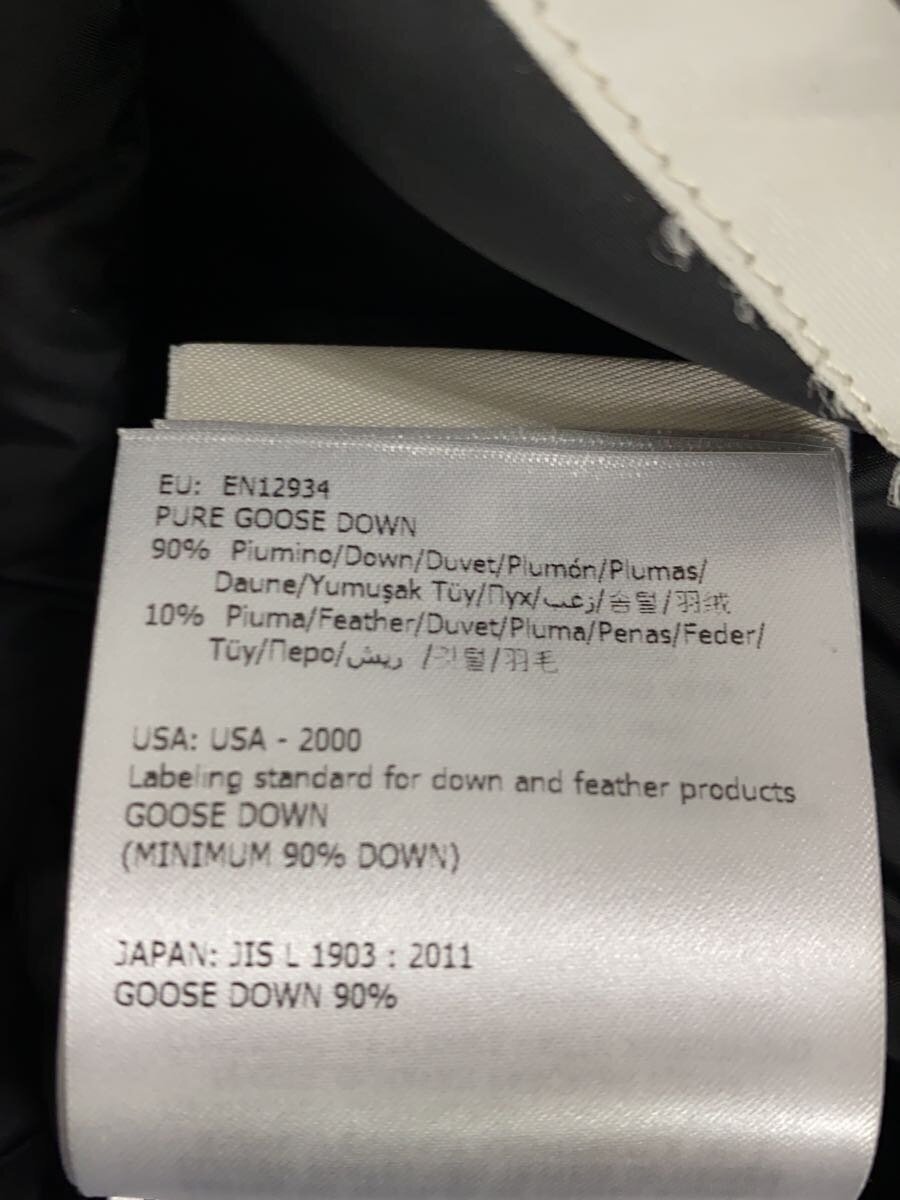 EU: EN12934
PURE GOOSE DOWN
90% Piumino/Down/Duvet/Plumón/Plumas/
Daune/Yumuşak Tüy/Пух/زغب/솜털/羽绒
10% Piuma/Feather/Duvet/Pluma/Penas/Feder/
Tüy/Перо/ريش /깃털/羽毛
USA: USA - 2000
Labeling standard for down and feather products
GOOSE DOWN
(MINIMUM 90% DOWN)
JAPAN: JIS L 1903 : 2011
GOOSE DOWN 90%